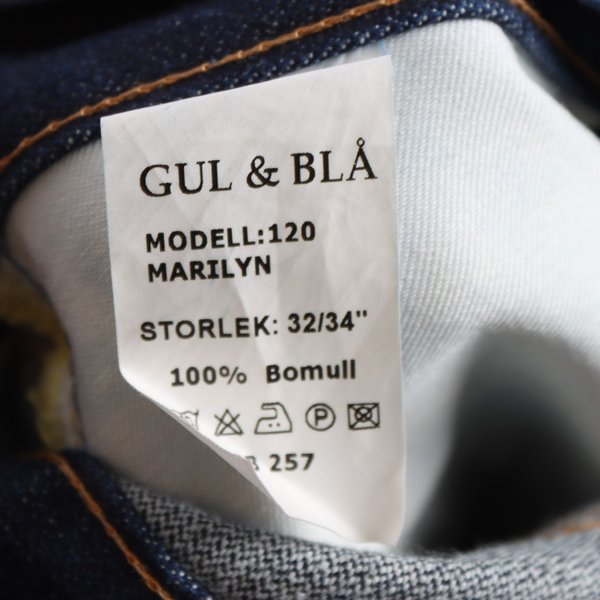 GUL & BLÅ
MODELL:120
MARILYN
STORLEK: 32/34"
100% Bomull
257